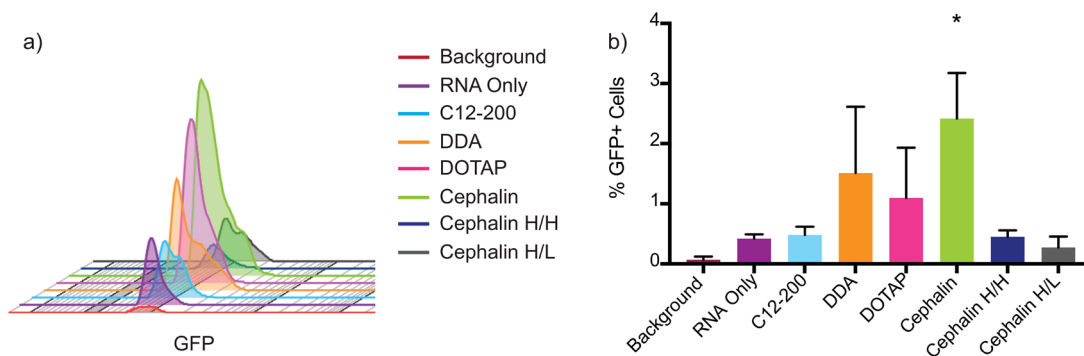 a)
Background
RNA Only
C12-200
DDA
DOTAP
Cephalin
Cephalin H/H
Cephalin H/L
GFP
b)
% GFP+ Cells
4
3
2
1
0
*
Background
RNA Only
C12-200
DDA
DOTAP
Cephalin
Cephalin H/H
Cephalin H/L